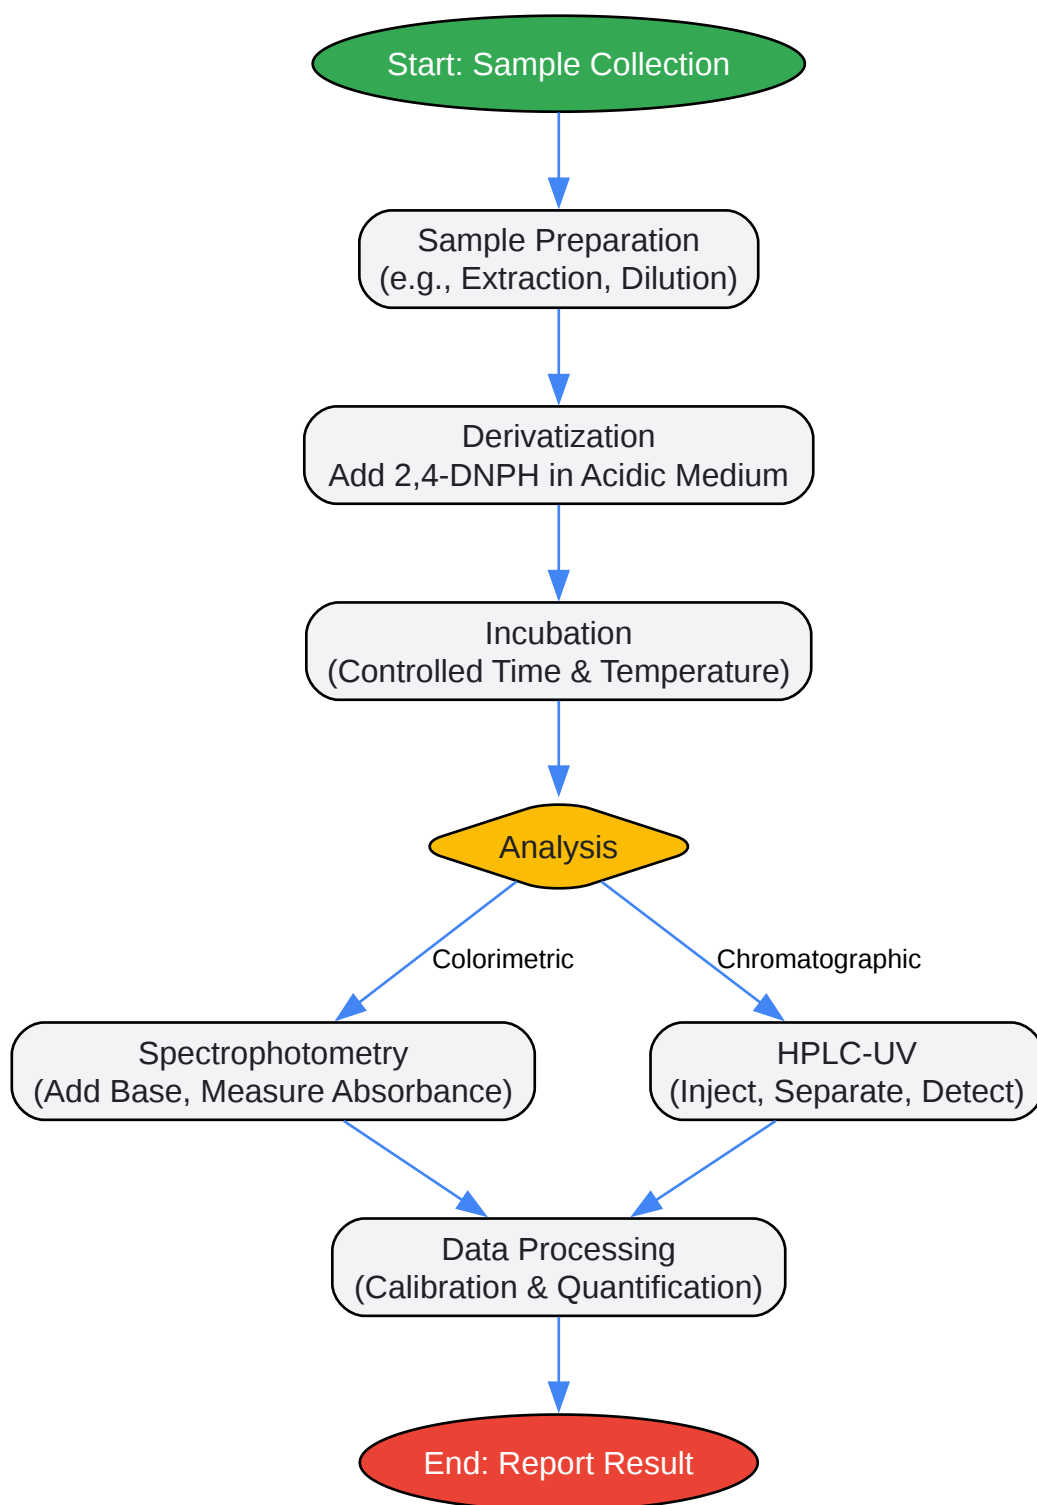 Start: Sample Collection
Sample Preparation
(e.g., Extraction, Dilution)
Derivatization
Add 2,4-DNPH in Acidic Medium
Incubation
(Controlled Time & Temperature)
Analysis
Colorimetric
Chromatographic
Spectrophotometry
(Add Base, Measure Absorbance)
HPLC-UV
(Inject, Separate, Detect)
Data Processing
(Calibration & Quantification)
End: Report Result